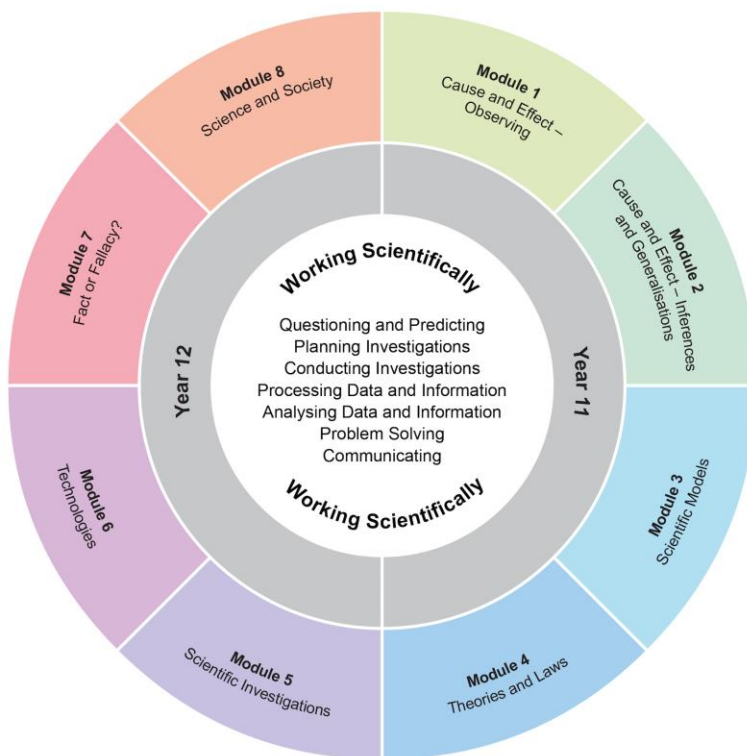 Module 1
Cause and Effect –
Observing
Module 2
Cause and Effect – Inferences
and Generalisations
Module 3
Scientific Models
Module 4
Theories and Laws
Module 5
Scientific Investigations
Module 6
Technologies
Module 7
Fact or Fallacy?
Module 8
Science and Society
Year 11
Year 12
Working Scientifically
Questioning and Predicting
Planning Investigations
Conducting Investigations
Processing Data and Information
Analysing Data and Information
Problem Solving
Communicating
Working Scientifically